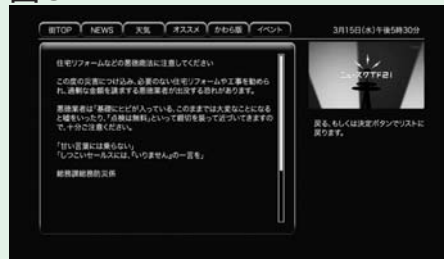 街TOP NEWS 天気 オススメ かわら版 イベント 3月15日(水)午後5時30分
住宅リフォームなどの悪徳商法に注意してください
この度の災害につけ込み、必要のない住宅リフォームや工事を勧めら
れ、過剰な金額を請求する悪徳業者が出没する恐れがあります。
悪徳業者は「基礎にヒビが入っている、このままでは大変なことになる
と嘘をいったり、「点検は無料」といって親切を装って近づいてきますの
で、十分ご注意ください。
「甘い言葉には乗らない」
「しつこいセールスには、「いりません」の一言を」
総務課総務防災係
戻る、もしくは決定ボタンでリストに
戻ります。